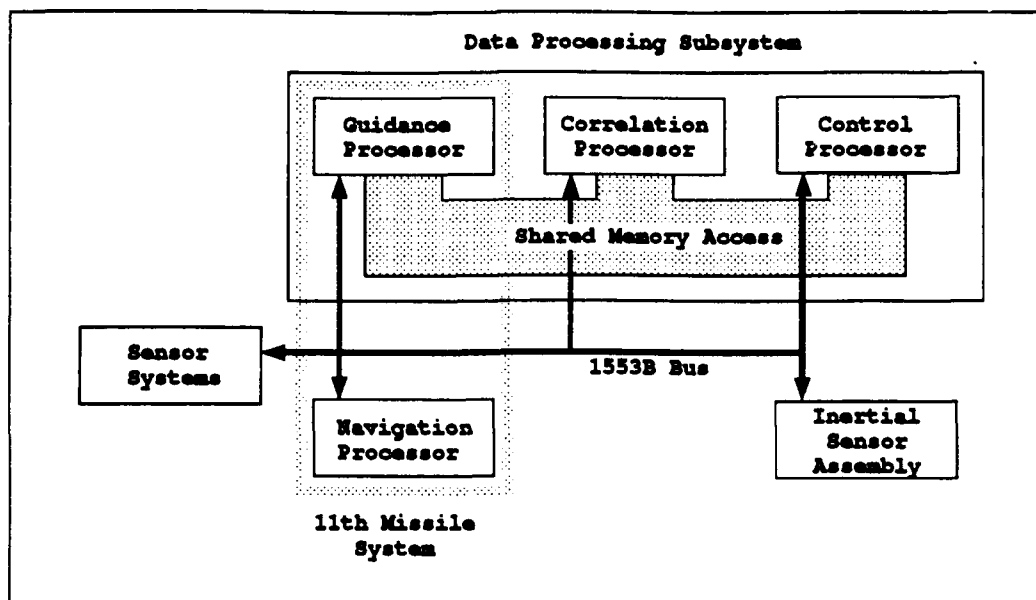 Data Processing Subsystem
Guidance
Processor
Correlation
Processor
Control
Processor
Shared Memory Access
Sensor
Systems
1553B Bus
Navigation
Processor
Inertial
Sensor
Assembly
11th Missile
System